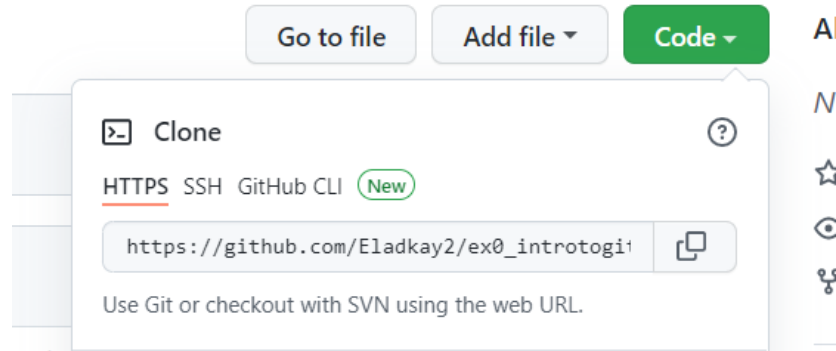 Go to file Add file Code
Clone
HTTPS SSH GitHub CLI New
https://github.com/Eladkay2/ex0_introtogit
Use Git or checkout with SVN using the web URL.